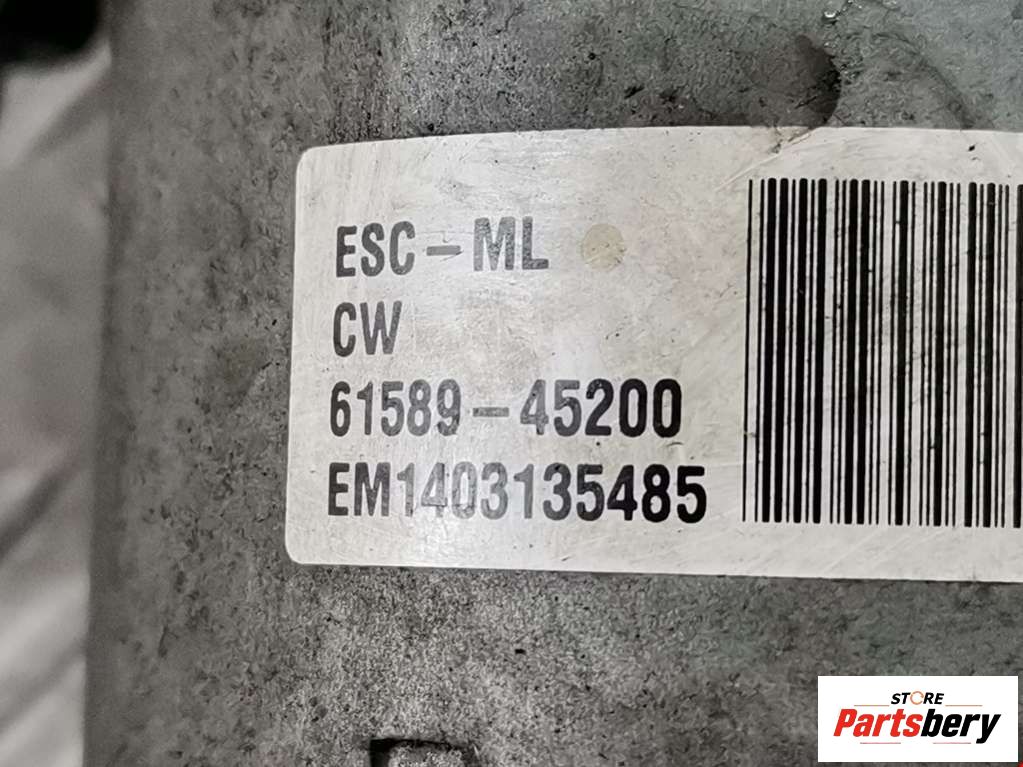 ESC-ML
CW
61589-45200
EM1403135485
STORE
Partsbery